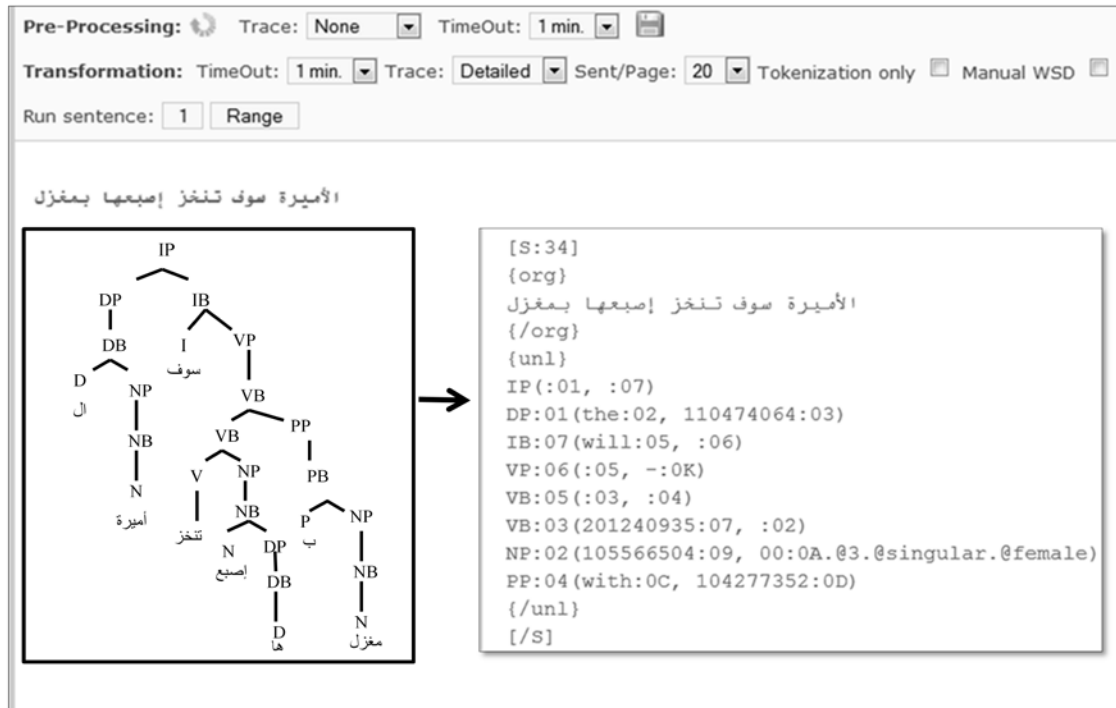 Pre-Processing: Trace: None TimeOut: 1 min.
Transformation: TimeOut: 1 min. Trace: Detailed Sent/Page: 20 Tokenization only Manual WSD
Run sentence: 1 Range
الأميرة سوف تنخز إصبعها بمغزل
IP
DP IB
DB I VP
سوف
D NP VB
ال
NB VB PP
N V NP PB
أميرة تنخز NB P NP
ب
N DP NB
إصبع
DB N
مغزل
D
ها
[S:34]
{org}
الأميرة سوف تنخز إصبعها بمغزل
{/org}
{unl}
IP(:01, :07)
DP:01(the:02, 110474064:03)
IB:07(will:05, :06)
VP:06(:05, -:0K)
VB:05(:03, :04)
VB:03(201240935:07, :02)
NP:02(105566504:09, 00:0A.@3.@singular.@female)
PP:04(with:0C, 104277352:0D)
{/unl}
[/S]